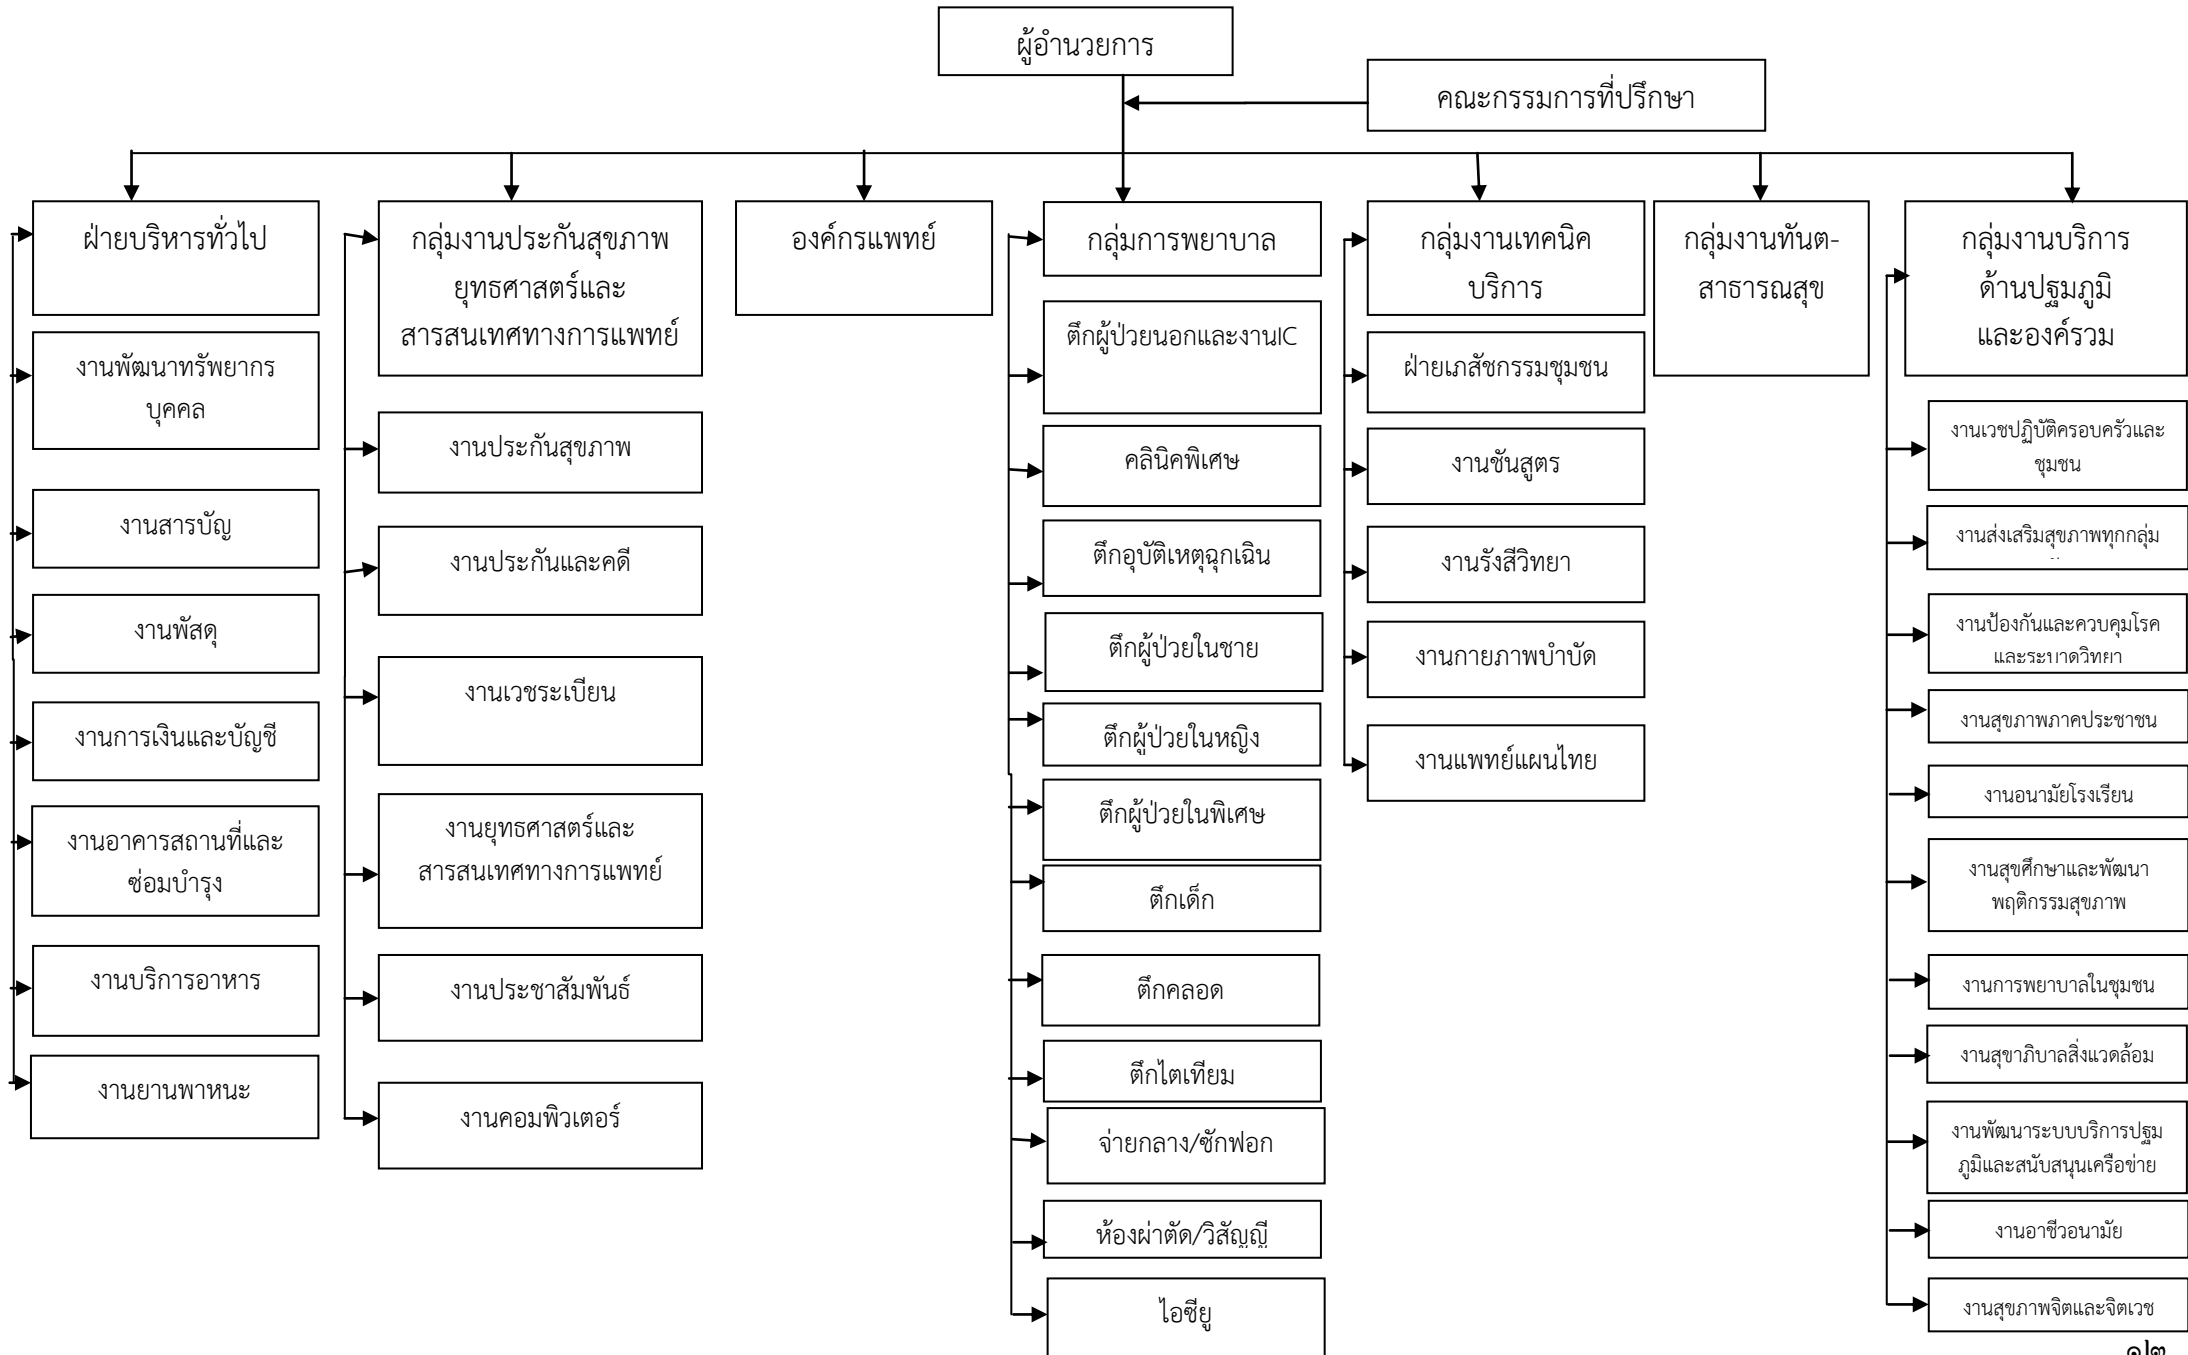 ผู้อำนวยการ
คณะกรรมการที่ปรึกษา
ฝ่ายบริหารทั่วไป
งานพัฒนาทรัพยากร
บุคคล
งานสารบัญ
งานพัสดุ
งานการเงินและบัญชี
งานอาคารสถานที่และ
ซ่อมบำรุง
งานบริการอาหาร
งานยานพาหนะ
กลุ่มงานประกันสุขภาพ
ยุทธศาสตร์และ
สารสนเทศทางการแพทย์
งานประกันสุขภาพ
งานประกันและคดี
งานเวชระเบียน
งานยุทธศาสตร์และ
สารสนเทศทางการแพทย์
งานประชาสัมพันธ์
งานคอมพิวเตอร์
องค์กรแพทย์
กลุ่มการพยาบาล
ตึกผู้ป่วยนอกและงานIC
คลินิคพิเศษ
ตึกอุบัติเหตุฉุกเฉิน
ตึกผู้ป่วยในชาย
ตึกผู้ป่วยในหญิง
ตึกผู้ป่วยในพิเศษ
ตึกเด็ก
ตึกคลอด
ตึกไตเทียม
จ่ายกลาง/ซักฟอก
ห้องผ่าตัด/วิสัญญี
ไอซียู
กลุ่มงานเทคนิค
บริการ
ฝ่ายเภสัชกรรมชุมชน
งานชันสูตร
งานรังสีวิทยา
งานกายภาพบำบัด
งานแพทย์แผนไทย
กลุ่มงานทันต-
สาธารณสุข
กลุ่มงานบริการ
ด้านปฐมภูมิ
และองค์รวม
งานเวชปฏิบัติครอบครัวและ
ชุมชน
งานส่งเสริมสุขภาพทุกกลุ่ม
งานป้องกันและควบคุมโรค
และระบาดวิทยา
งานสุขภาพภาคประชาชน
งานอนามัยโรงเรียน
งานสุขศึกษาและพัฒนา
พฤติกรรมสุขภาพ
งานการพยาบาลในชุมชน
งานสุขาภิบาลสิ่งแวดล้อม
งานพัฒนาระบบบริการปฐม
ภูมิและสนับสนุนเครือข่าย
งานอาชีวอนามัย
งานสุขภาพจิตและจิตเวช
๑๒